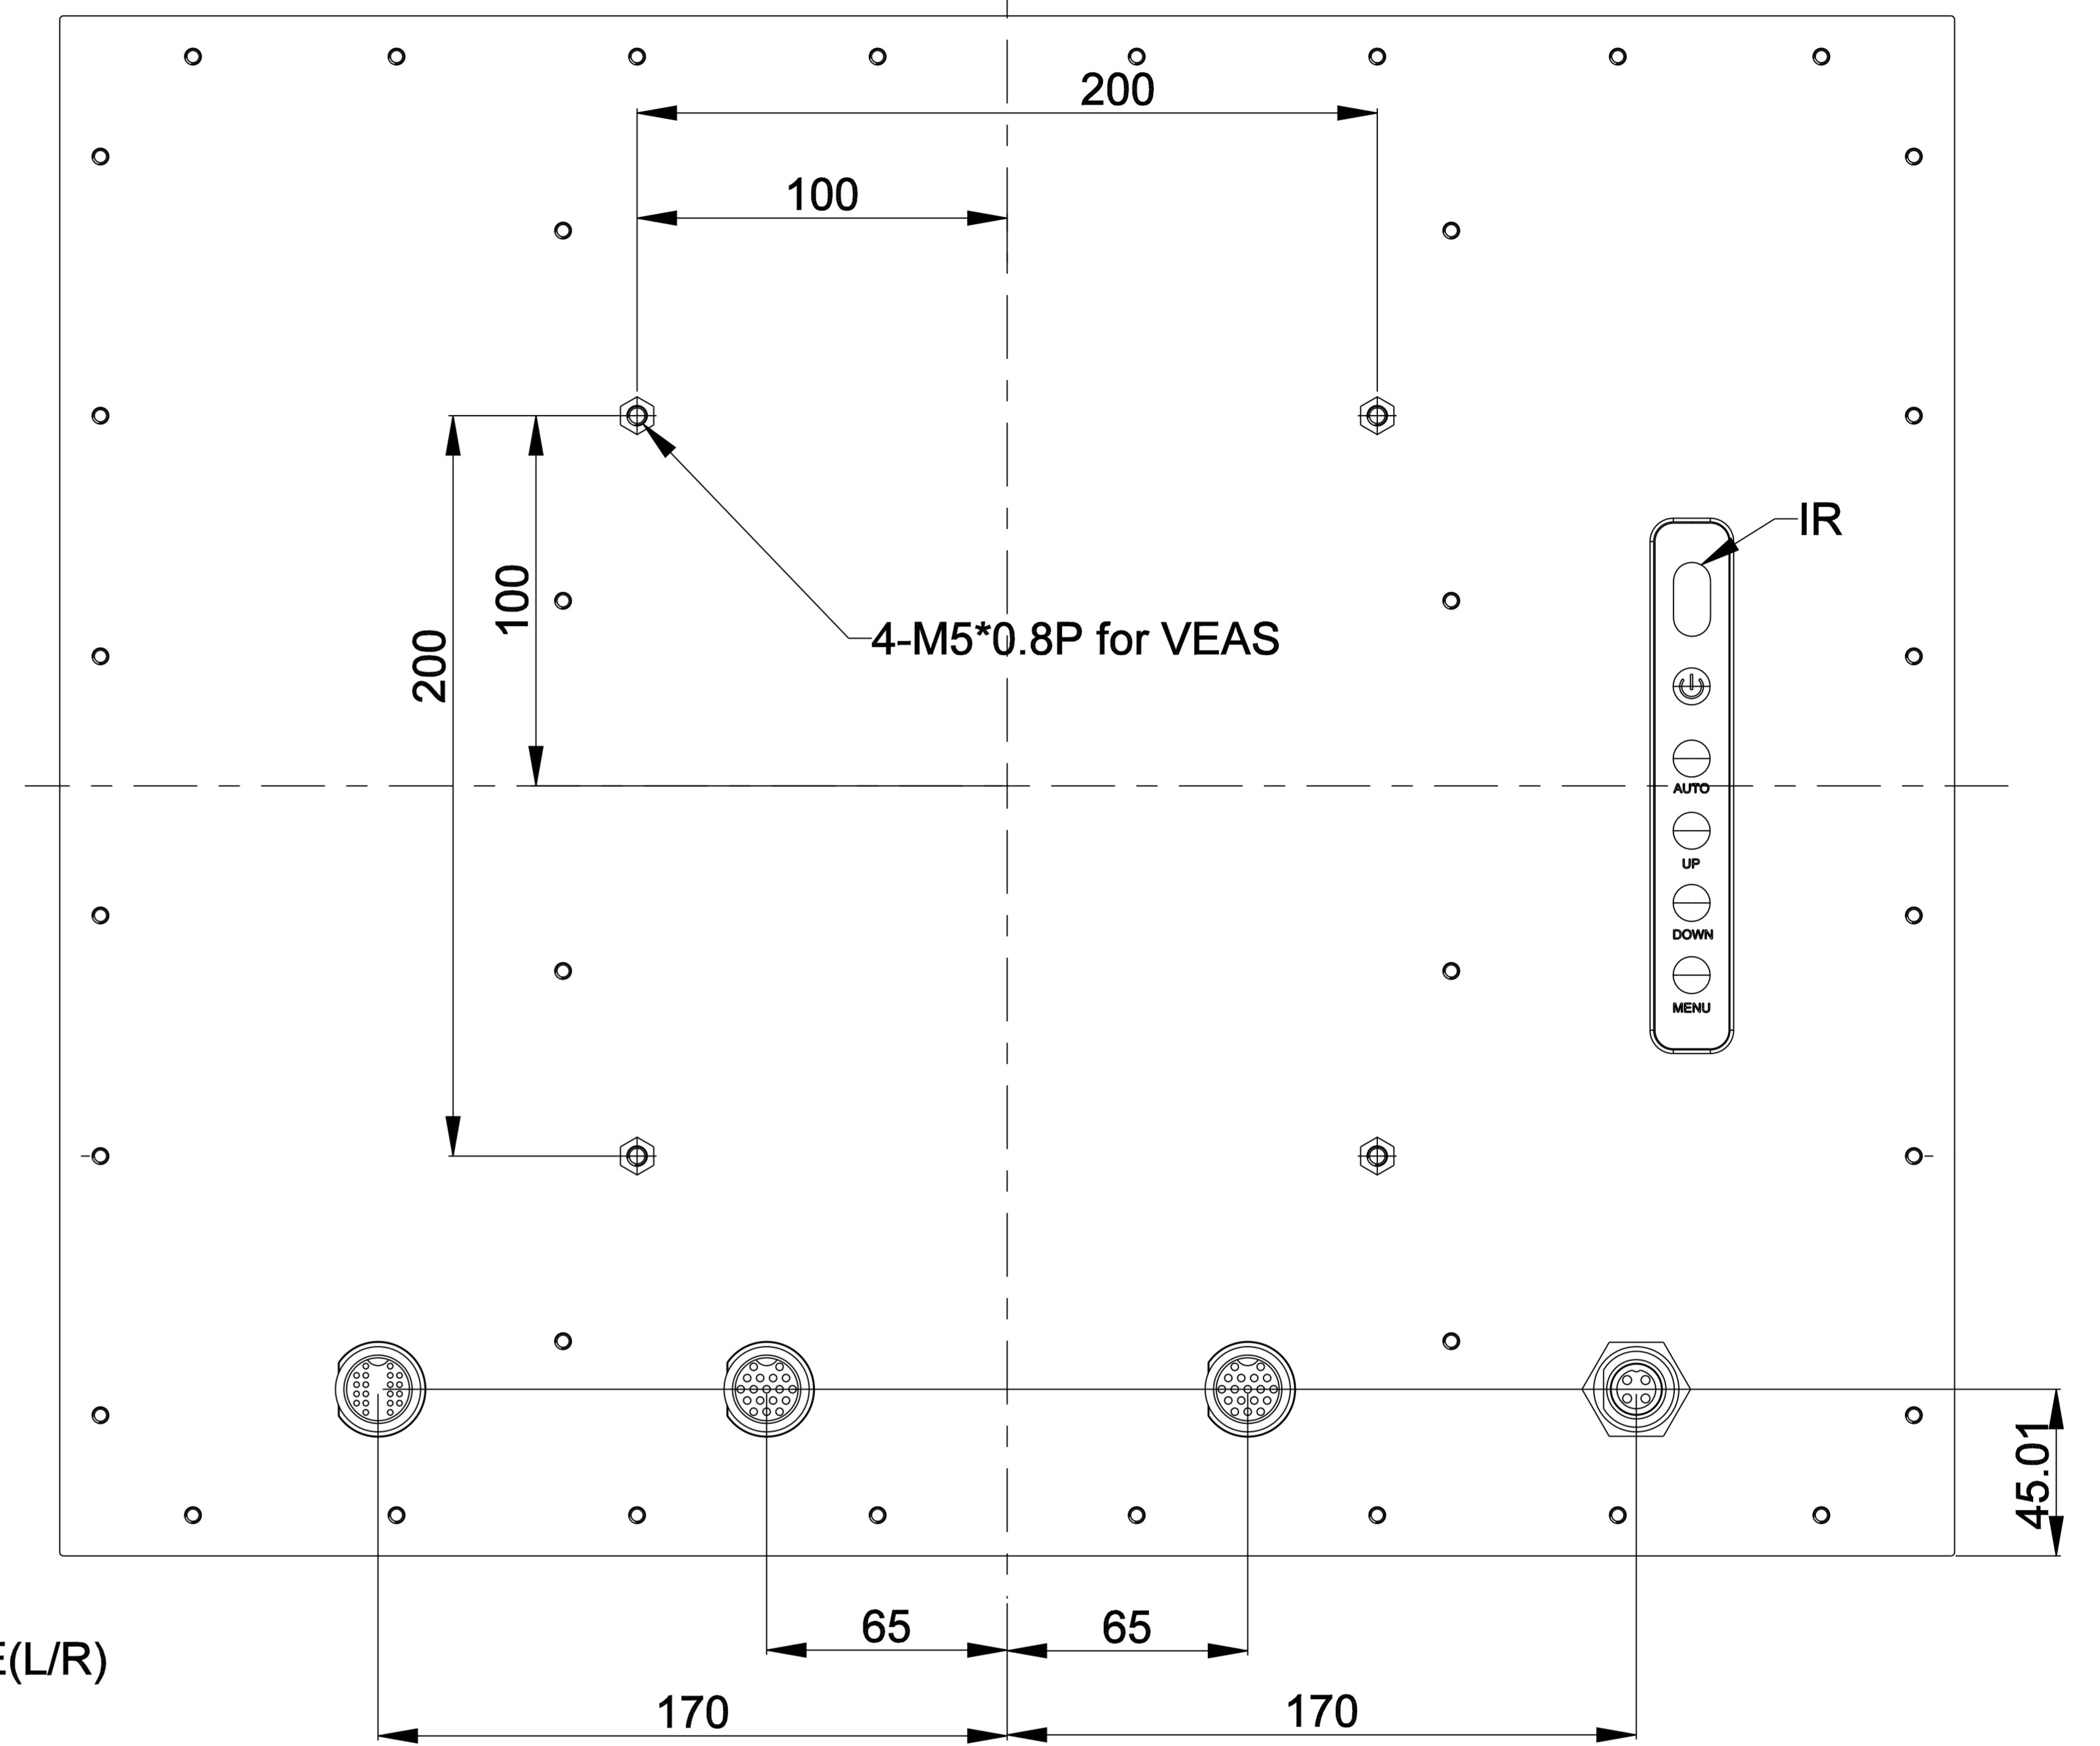 200
100
IR
100
200
4-M5*0.8P for VEAS
AUTO
UP
DOWN
MENU
45.01
65
65
E(L/R)
170
170